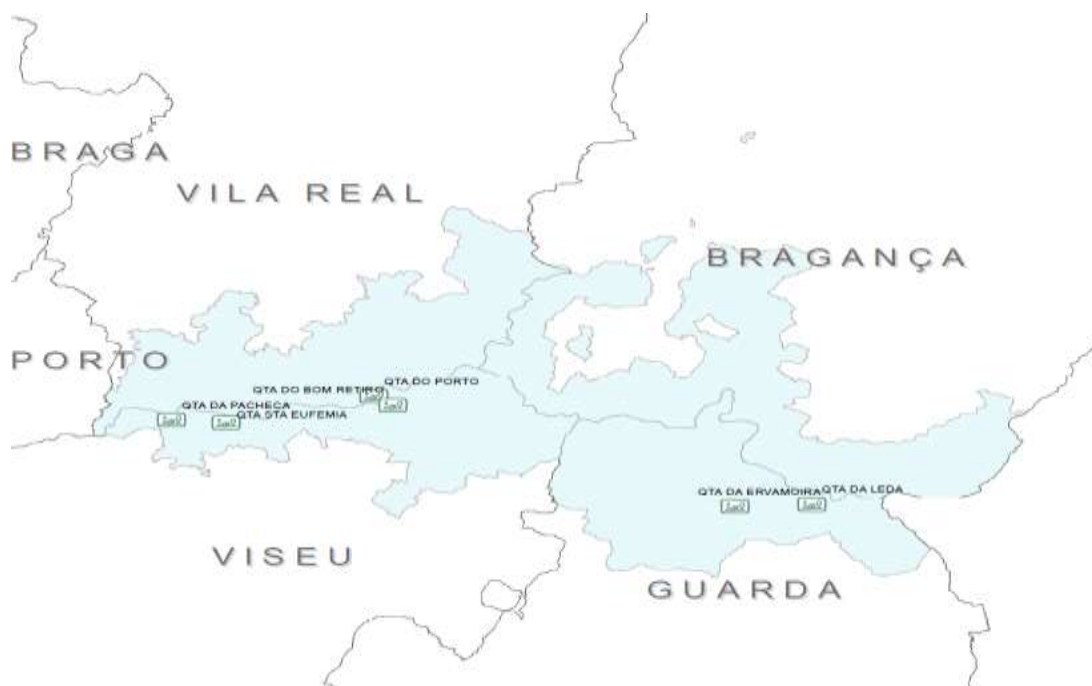 BRAGA
VILA REAL
BRAGANÇA
PORTO
QTA DO PORTO
QTA DO BOM RETIRO
QTA DA PACHECA
QTA STA EUFEMIA
QTA DA ERVAMOIRA
QTA DA LEDA
VISEU
GUARDA